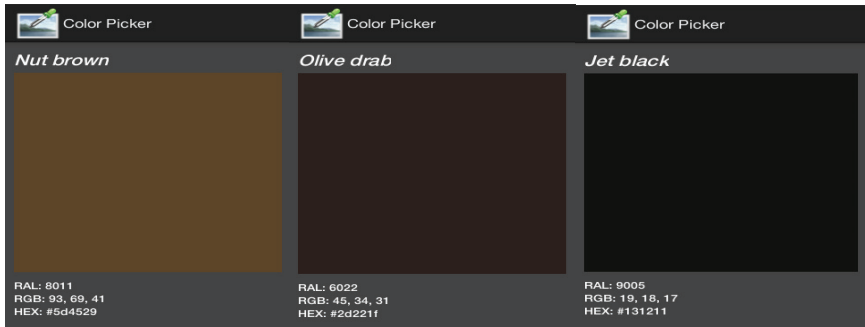 Color Picker
Nut brown
RAL: 8011
RGB: 93, 69, 41
HEX: #5d4529
Color Picker
Olive drab
RAL: 6022
RGB: 45, 34, 31
HEX: #2d221f
Color Picker
Jet black
RAL: 9005
RGB: 19, 18, 17
HEX: #131211